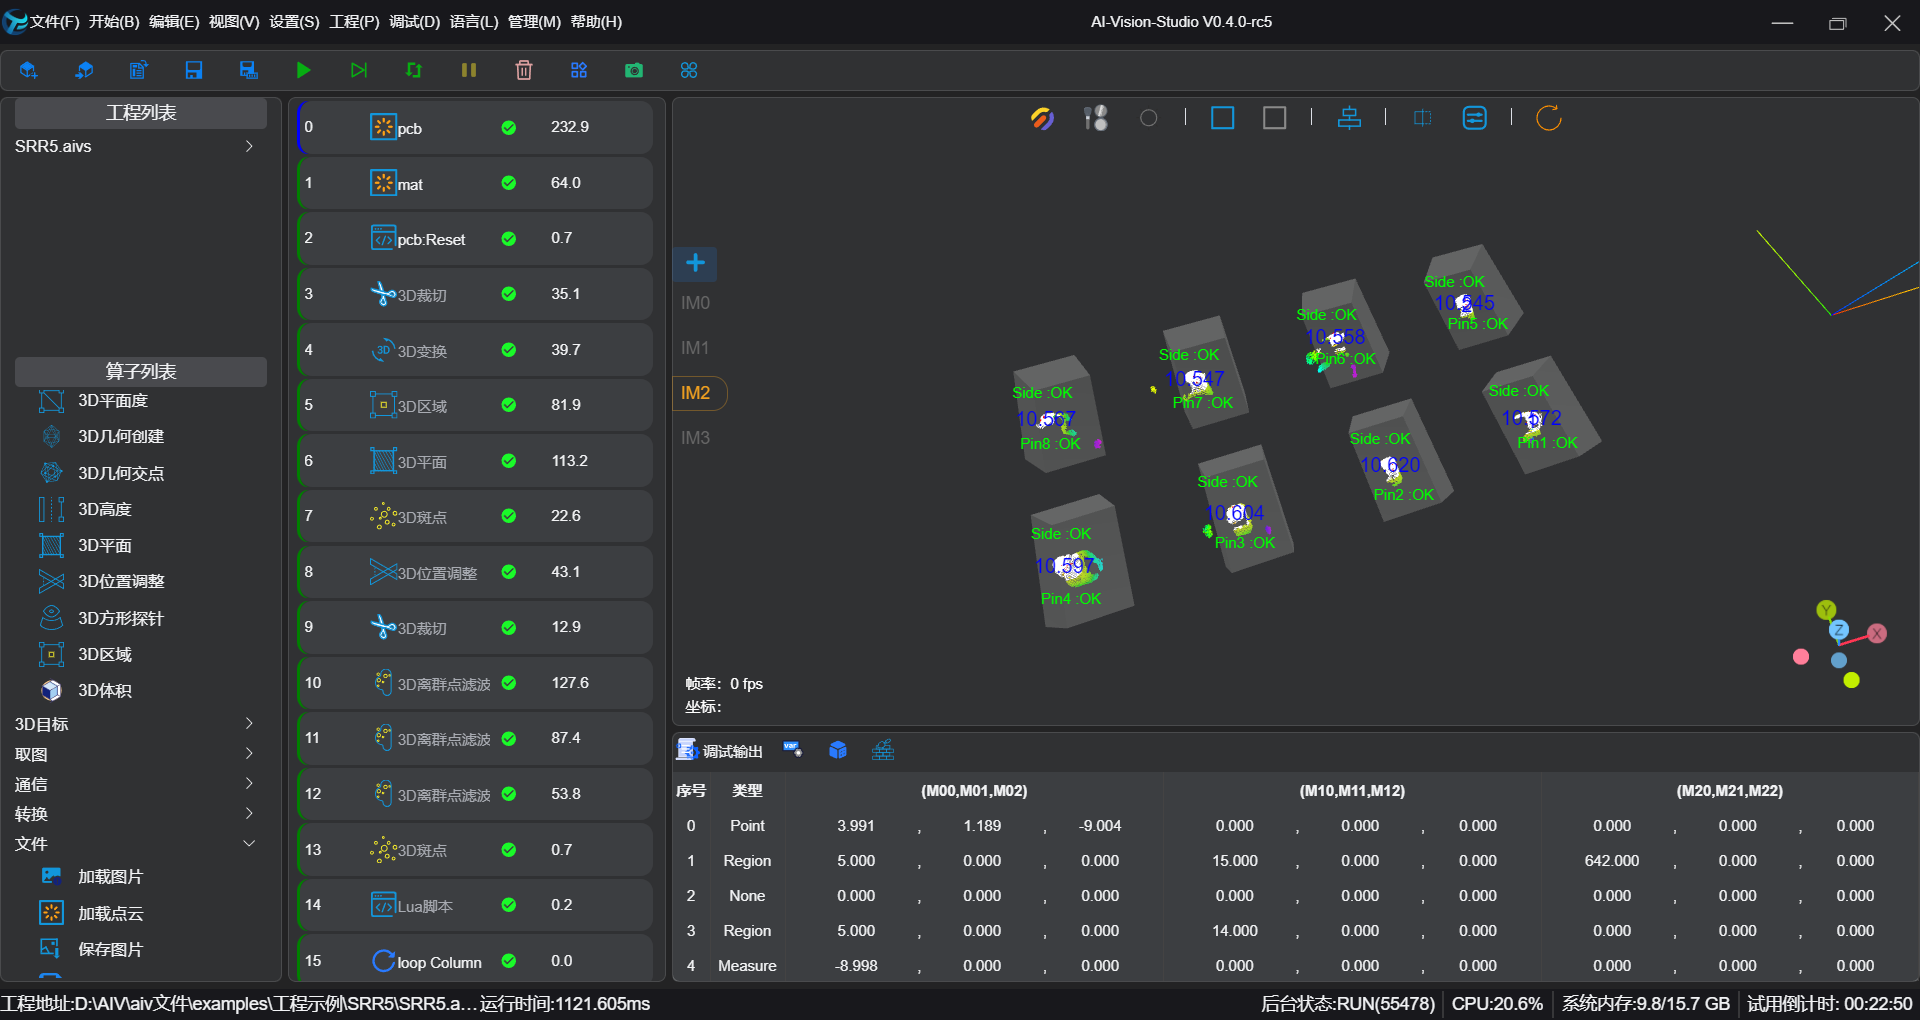 文件(F) 开始(B) 编辑(E) 视图(V) 设置(S) 工程(P) 调试(D) 语言(L) 管理(M) 帮助(H)
AI-Vision-Studio V0.4.0-rc5
工程列表
SRR5.aivs
算子列表
3D平面度
3D几何创建
3D几何交点
3D高度
3D平面
3D位置调整
3D方形探针
3D区域
3D体积
3D目标
取图
通信
转换
文件
加载图片
加载点云
保存图片
0 pcb 232.9
1 mat 64.0
2 pcb:Reset 0.7
3 3D裁切 35.1
4 3D变换 39.7
5 3D区域 81.9
6 3D平面 113.2
7 3D斑点 22.6
8 3D位置调整 43.1
9 3D裁切 12.9
10 3D离群点滤波 127.6
11 3D离群点滤波 87.4
12 3D离群点滤波 53.8
13 3D斑点 0.7
14 Lua脚本 0.2
15 loop Column 0.0
IM0
IM1
IM2
IM3
Side :OK
10.545
Pin5 :OK
Side :OK
10.558
Pin6 :OK
Side :OK
10.547
Pin7 :OK
Side :OK
10.567
Pin8 :OK
Side :OK
10.572
Pin1 :OK
Side :OK
10.620
Pin2 :OK
Side :OK
10.604
Pin3 :OK
Side :OK
10.597
Pin4 :OK
Y
Z
X
帧率: 0 fps
坐标:
调试输出
var
序号 类型 (M00,M01,M02) (M10,M11,M12) (M20,M21,M22)
0 Point 3.991 , 1.189 , -9.004 0.000 , 0.000 , 0.000 0.000 , 0.000 , 0.000
1 Region 5.000 , 0.000 , 0.000 15.000 , 0.000 , 0.000 642.000 , 0.000 , 0.000
2 None 0.000 , 0.000 , 0.000 0.000 , 0.000 , 0.000 0.000 , 0.000 , 0.000
3 Region 5.000 , 0.000 , 0.000 14.000 , 0.000 , 0.000 0.000 , 0.000 , 0.000
4 Measure -8.998 , 0.000 , 0.000 0.000 , 0.000 , 0.000 0.000 , 0.000 , 0.000
工程地址:D:\AIV\aiv文件\examples\工程示例\SRR5\SRR5.a… 运行时间:1121.605ms
后台状态:RUN(55478) CPU:20.6% 系统内存:9.8/15.7 GB 试用倒计时: 00:22:50